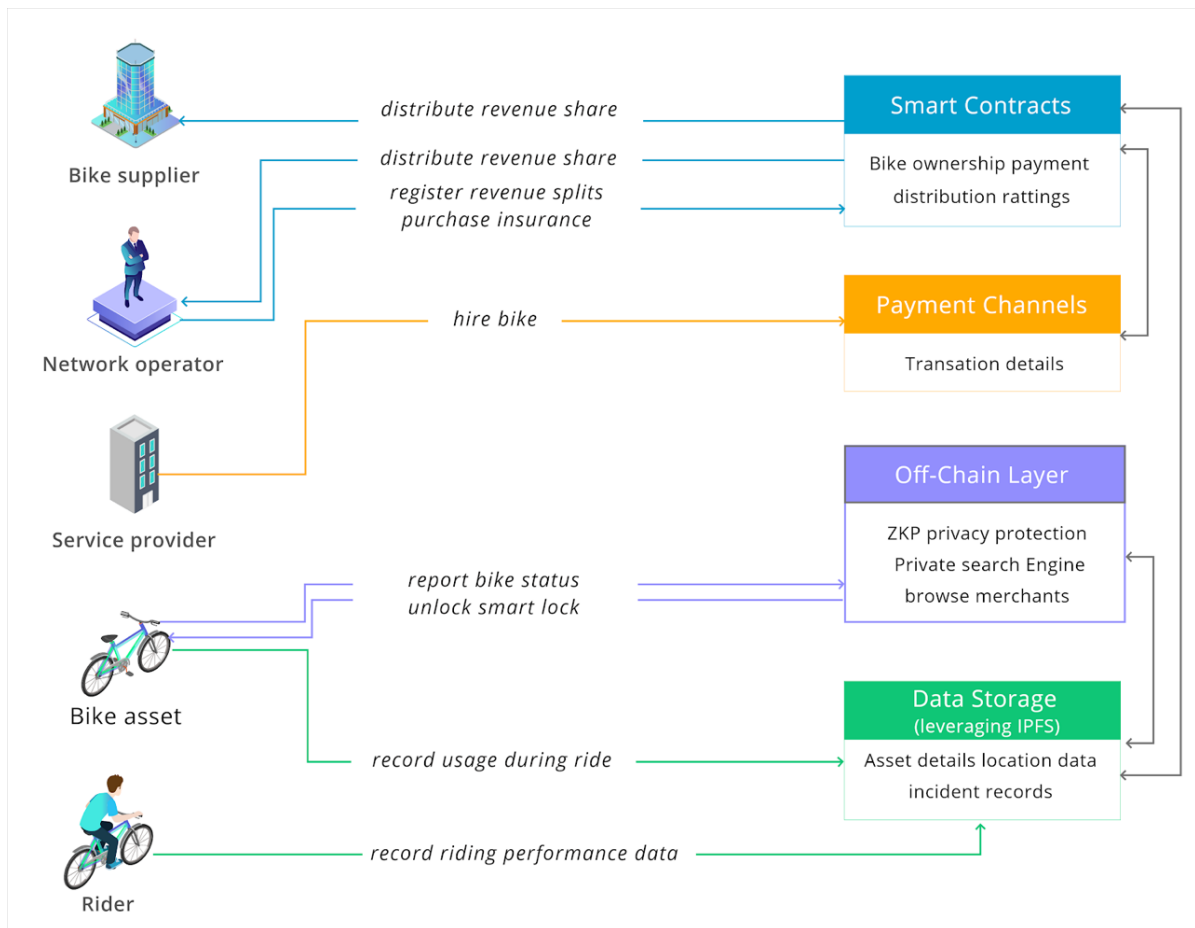 distribute revenue share
Smart Contracts
Bike supplier
distribute revenue share
Bike ownership payment
distribution rattings
register revenue splits
purchase insurance
Payment Channels
hire bike
Network operator
Transation details
Off-Chain Layer
Service provider
ZKP privacy protection
Private search Engine
browse merchants
report bike status
unlock smart lock
Bike asset
Data Storage
(leveraging IPFS)
record usage during ride
Asset details location data
incident records
record riding performance data
Rider